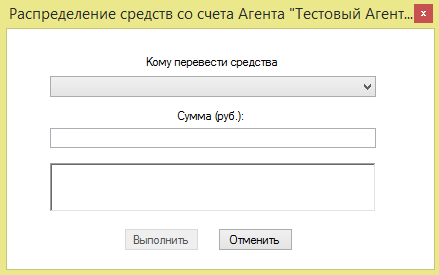 Распределение средств со счета Агента "Тестовый Агент...
x
Кому перевести средства
Сумма (руб.):
Выполнить Отменить